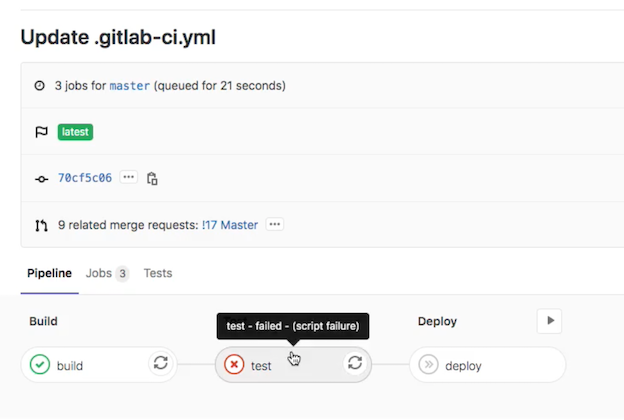 Update .gitlab-ci.yml
3 jobs for master (queued for 21 seconds)
latest
70cf5c06 ...
9 related merge requests: !17 Master ...
Pipeline Jobs 3 Tests
Build Deploy
test - failed - (script failure)
build test deploy